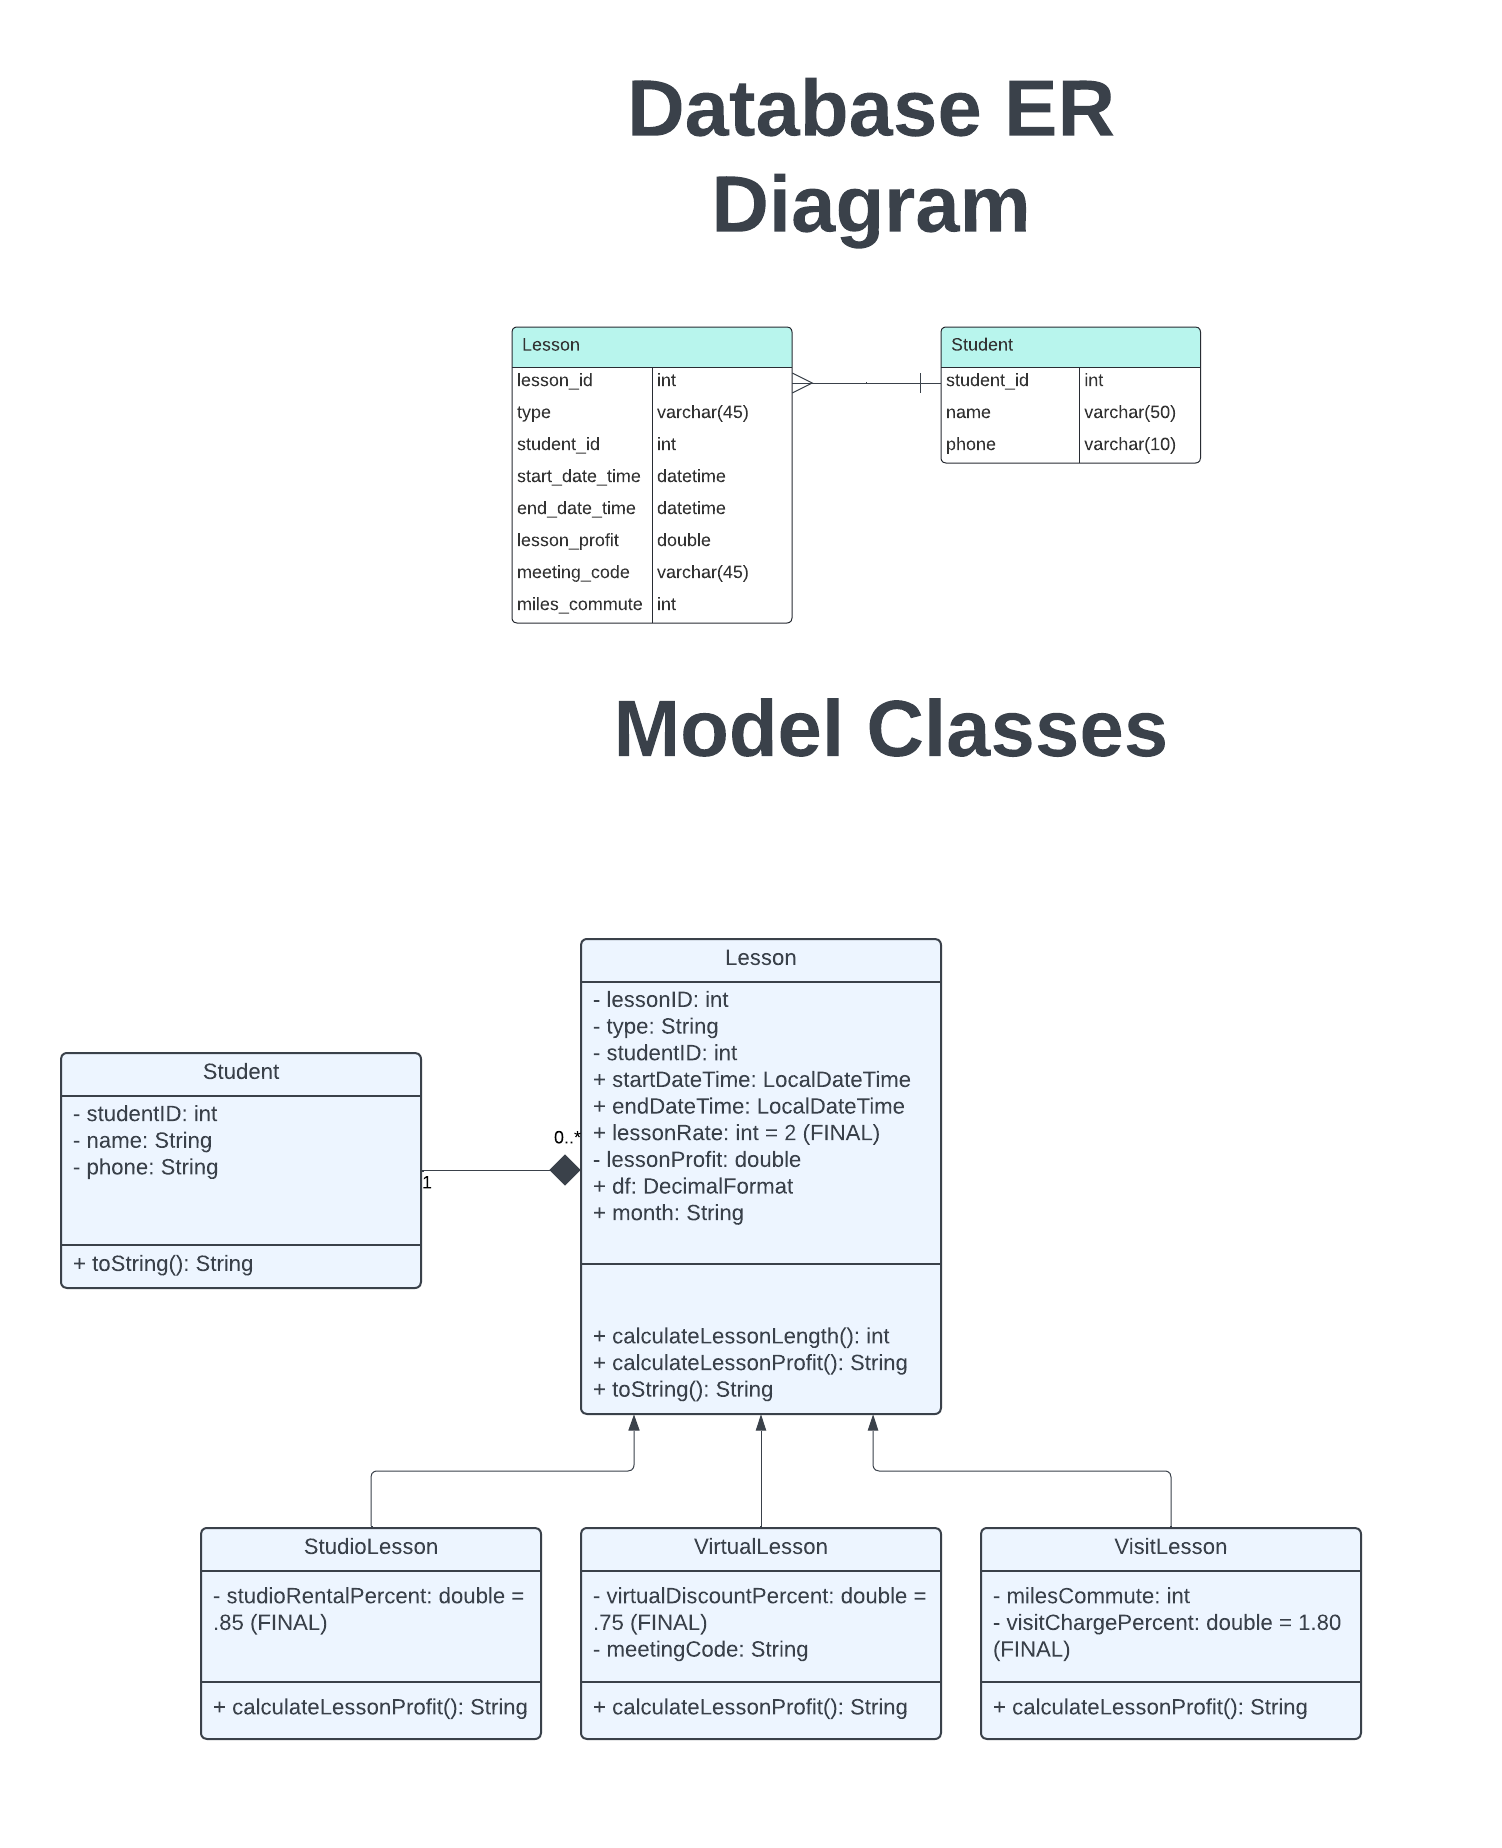 Database ER
Diagram
Lesson
lesson_id int
type varchar(45)
student_id int
start_date_time datetime
end_date_time datetime
lesson_profit double
meeting_code varchar(45)
miles_commute int
Student
student_id int
name varchar(50)
phone varchar(10)
Model Classes
Student
- studentID: int
- name: String
- phone: String
+ toString(): String
1
0..*
Lesson
- lessonID: int
- type: String
- studentID: int
+ startDateTime: LocalDateTime
+ endDateTime: LocalDateTime
+ lessonRate: int = 2 (FINAL)
- lessonProfit: double
+ df: DecimalFormat
+ month: String
+ calculateLessonLength(): int
+ calculateLessonProfit(): String
+ toString(): String
StudioLesson
- studioRentalPercent: double =
.85 (FINAL)
+ calculateLessonProfit(): String
VirtualLesson
- virtualDiscountPercent: double =
.75 (FINAL)
- meetingCode: String
+ calculateLessonProfit(): String
VisitLesson
- milesCommute: int
- visitChargePercent: double = 1.80
(FINAL)
+ calculateLessonProfit(): String